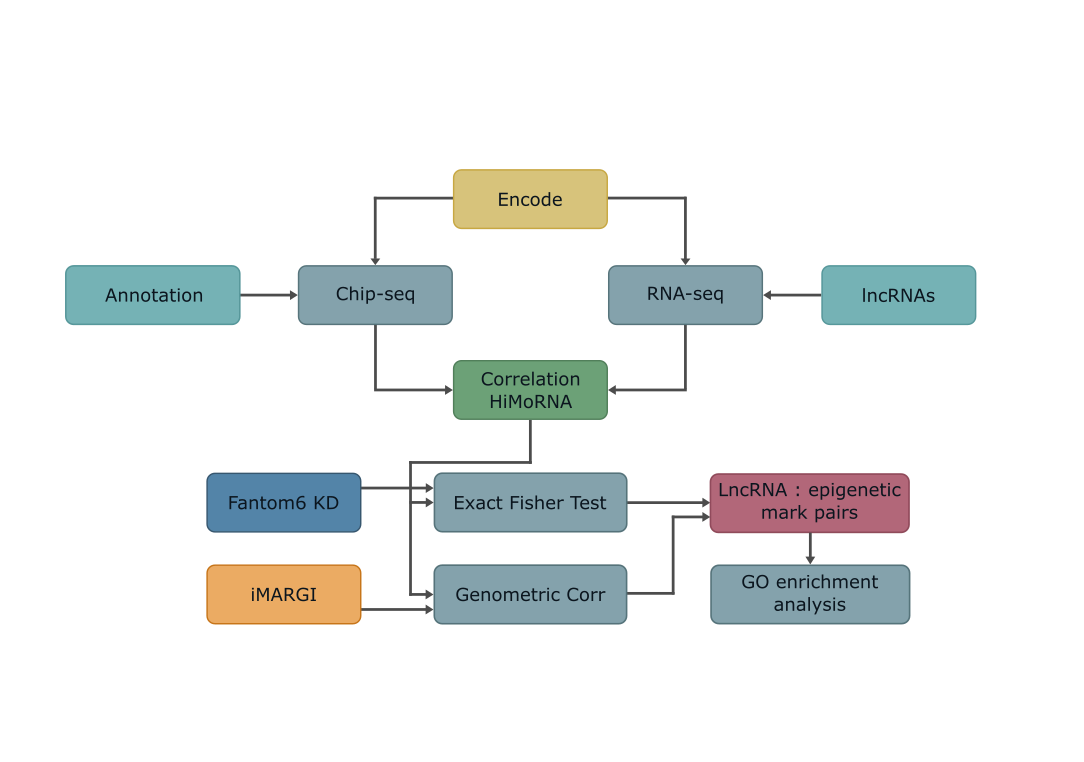 Encode
Annotation
Chip-seq
RNA-seq
lncRNAs
Correlation
HiMoRNA
Fantom6 KD
Exact Fisher Test
LncRNA : epigenetic
mark pairs
iMARGI
Genometric Corr
GO enrichment
analysis